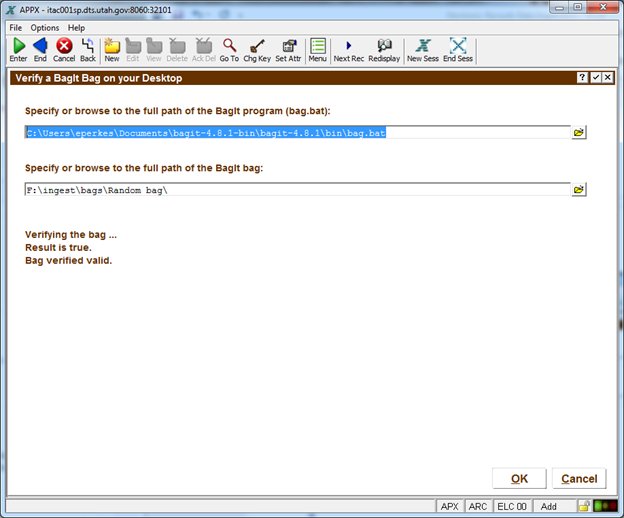 APPX - itac001sp.dts.utah.gov:8060:32101
File Options Help
Enter End Cancel Back New Edit View Delete Ack Del Go To Chg Key Set Attr Menu Next Rec Redisplay New Sess End Sess
Verify a BagIt Bag on your Desktop
Specify or browse to the full path of the BagIt program (bag.bat):
C:\Users\eperkes\Documents\bagit-4.8.1-bin\bagit-4.8.1\bin\bag.bat
Specify or browse to the full path of the BagIt bag:
F:\ingest\bags\Random bag\
Verifying the bag ...
Result is true.
Bag verified valid.
OK Cancel
APX ARC ELC 00 Add